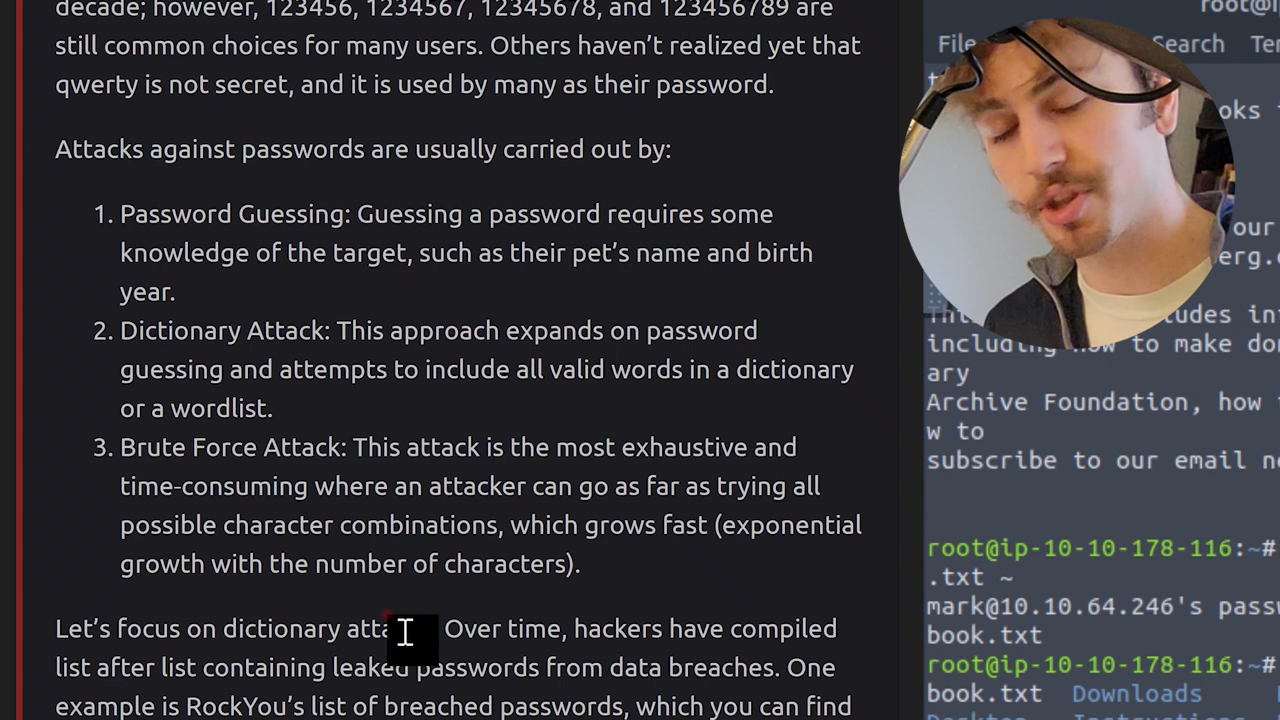 decade; however, 123456, 1234567, 12345678, and 123456789 are
still common choices for many users. Others haven't realized yet that
qwerty is not secret, and it is used by many as their password.
Attacks against passwords are usually carried out by:
1. Password Guessing: Guessing a password requires some
knowledge of the target, such as their pet's name and birth
year.
2. Dictionary Attack: This approach expands on password
guessing and attempts to include all valid words in a dictionary
or a wordlist.
3. Brute Force Attack: This attack is the most exhaustive and
time-consuming where an attacker can go as far as trying all
possible character combinations, which grows fast (exponential
growth with the number of characters).
Let's focus on dictionary Over time, hackers have compiled
list after list containing leaked passwords from data breaches. One
example is RockYou's list of breached passwords, which you can find
File Search
our
including how to make
ary
Archive Foundation, how
w to
subscribe to our email
root@ip-10-10-178-116:~#
.txt ~
mark@10.10.64.246's
book.txt
root@ip-10-10-178-116:~#
book.txt Downloads